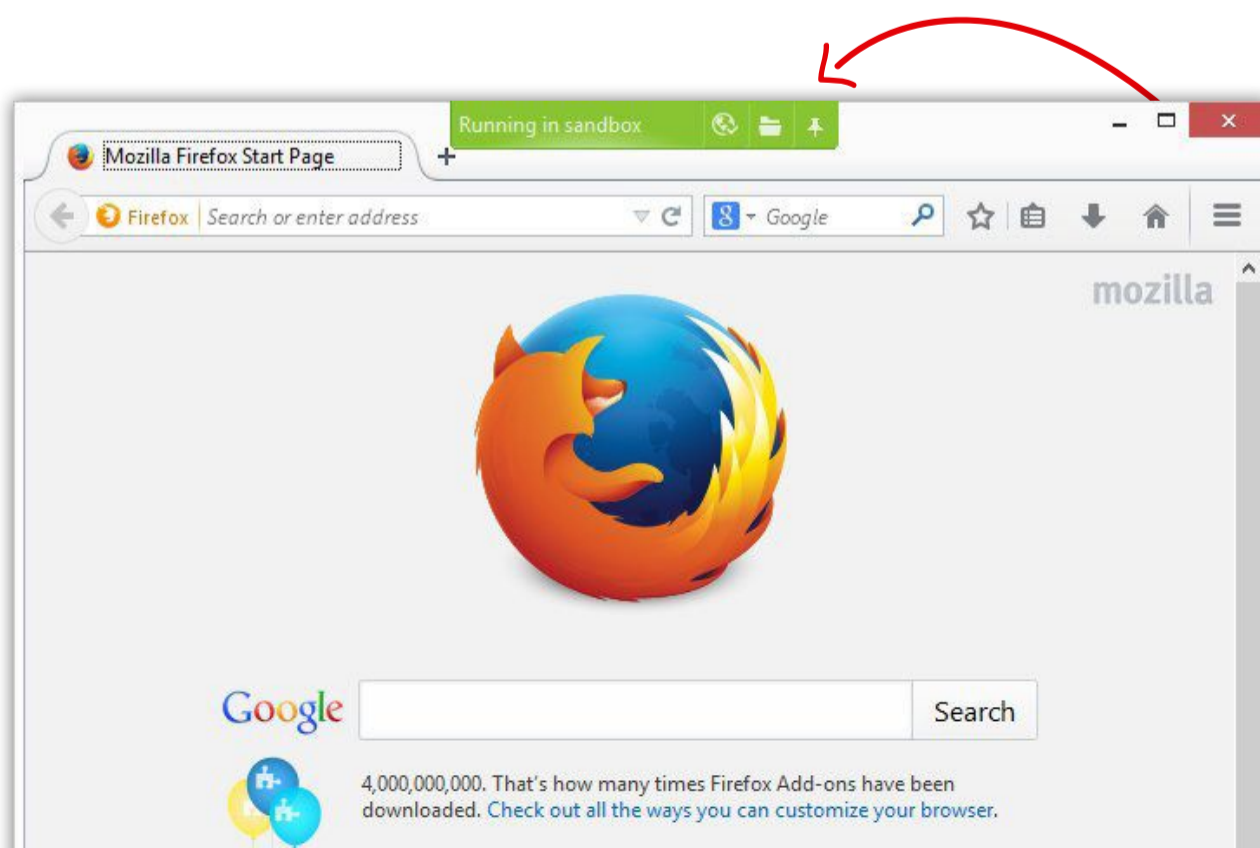 Running in sandbox
Mozilla Firefox Start Page
Firefox Search or enter address
8 Google
mozilla
Google
Search
4,000,000,000. That's how many times Firefox Add-ons have been
downloaded. Check out all the ways you can customize your browser.